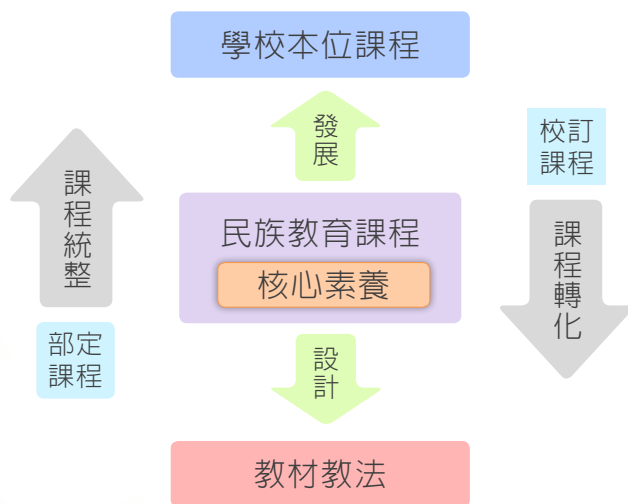 學校本位課程
發展
校訂
課程
課程統整
民族教育課程
核心素養
課程轉化
部定
課程
設計
教材教法